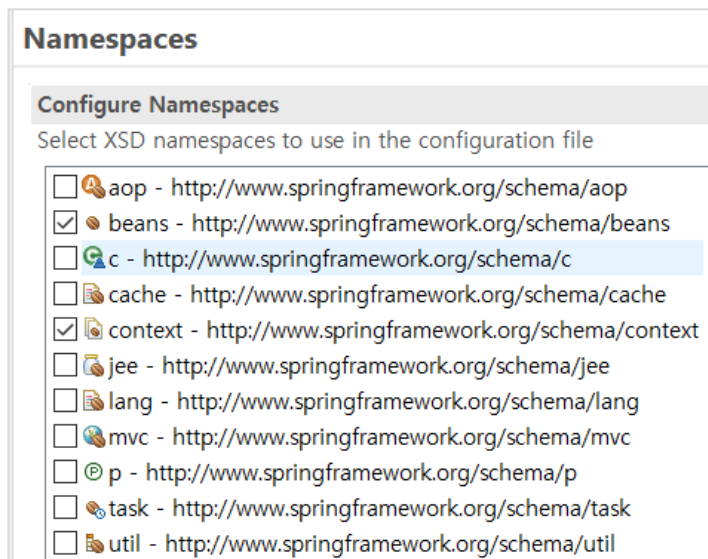 Namespaces
Configure Namespaces
Select XSD namespaces to use in the configuration file
aop - http://www.springframework.org/schema/aop
beans - http://www.springframework.org/schema/beans
c - http://www.springframework.org/schema/c
cache - http://www.springframework.org/schema/cache
context - http://www.springframework.org/schema/context
jee - http://www.springframework.org/schema/jee
lang - http://www.springframework.org/schema/lang
mvc - http://www.springframework.org/schema/mvc
p - http://www.springframework.org/schema/p
task - http://www.springframework.org/schema/task
util - http://www.springframework.org/schema/util